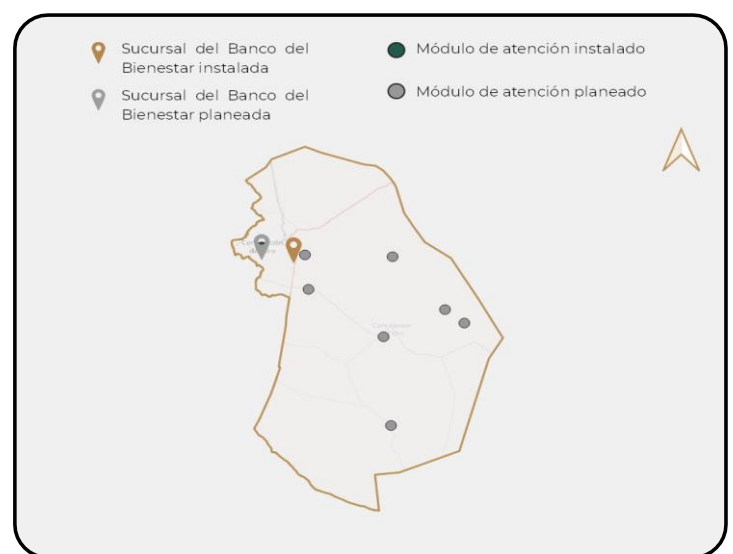 Sucursal del Banco del
Bienestar instalada
Sucursal del Banco del
Bienestar planeada
Módulo de atención instalado
Módulo de atención planeado
Concepción